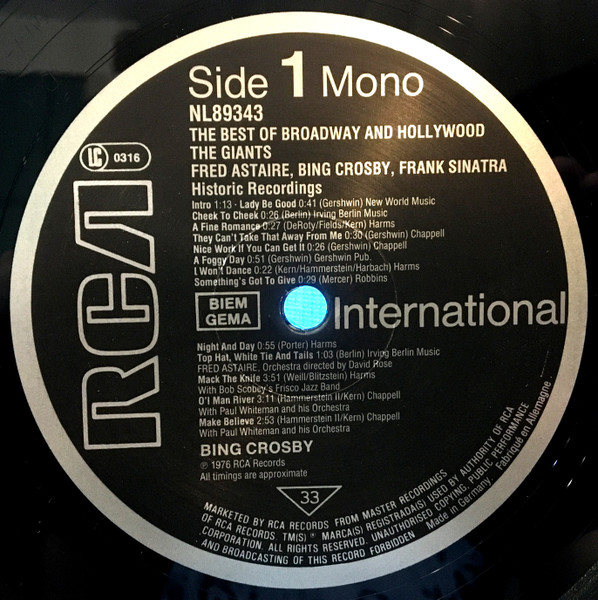 Side 1 Mono
NL89343
THE BEST OF BROADWAY AND HOLLYWOOD
THE GIANTS
FRED ASTAIRE, BING CROSBY, FRANK SINATRA
Historic Recordings
LC 0316
RCA
Intro 1:13 · Lady Be Good 0:41 (Gershwin) New World Music
Cheek To Cheek 0:26 (Berlin) Irving Berlin Music
A Fine Romance 0:27 (DeRoty/Fields/Kern) Harms
They Can't Take That Away From Me 0:30 (Gershwin) Chappell
Nice Work If You Can Get It 0:26 (Gershwin) Chappell
A Foggy Day 0:51 (Gershwin) Gershwin Pub.
I Won't Dance 0:22 (Kern/Hammerstein/Harbach) Harms
Something's Got To Give 0:29 (Mercer) Robbins
BIEM
GEMA
International
Night And Day 0:55 (Porter) Harms
Top Hat, White Tie And Tails 1:03 (Berlin) Irving Berlin Music
FRED ASTAIRE, Orchestra directed by David Rose
Mack The Knife 3:51 (Weill/Blitzstein) Harms
With Bob Scobey's Frisco Jazz Band
O'l Man River 3:11 (Hammerstein II/Kern) Chappell
With Paul Whiteman and his Orchestra
Make Believe 2:53 (Hammerstein II/Kern) Chappell
With Paul Whiteman and his Orchestra
BING CROSBY
℗ 1976 RCA Records
All timings are approximate
33
MARKETED BY RCA RECORDS FROM MASTER RECORDINGS
OF RCA RECORDS. TM(S) ® MARCA(S) REGISTRADA(S) USED BY AUTHORITY OF RCA
CORPORATION. ALL RIGHTS RESERVED. UNAUTHORISED COPYING, PUBLIC PERFORMANCE
AND BROADCASTING OF THIS RECORD FORBIDDEN Made in Germany. Fabriqué en Allemagne.